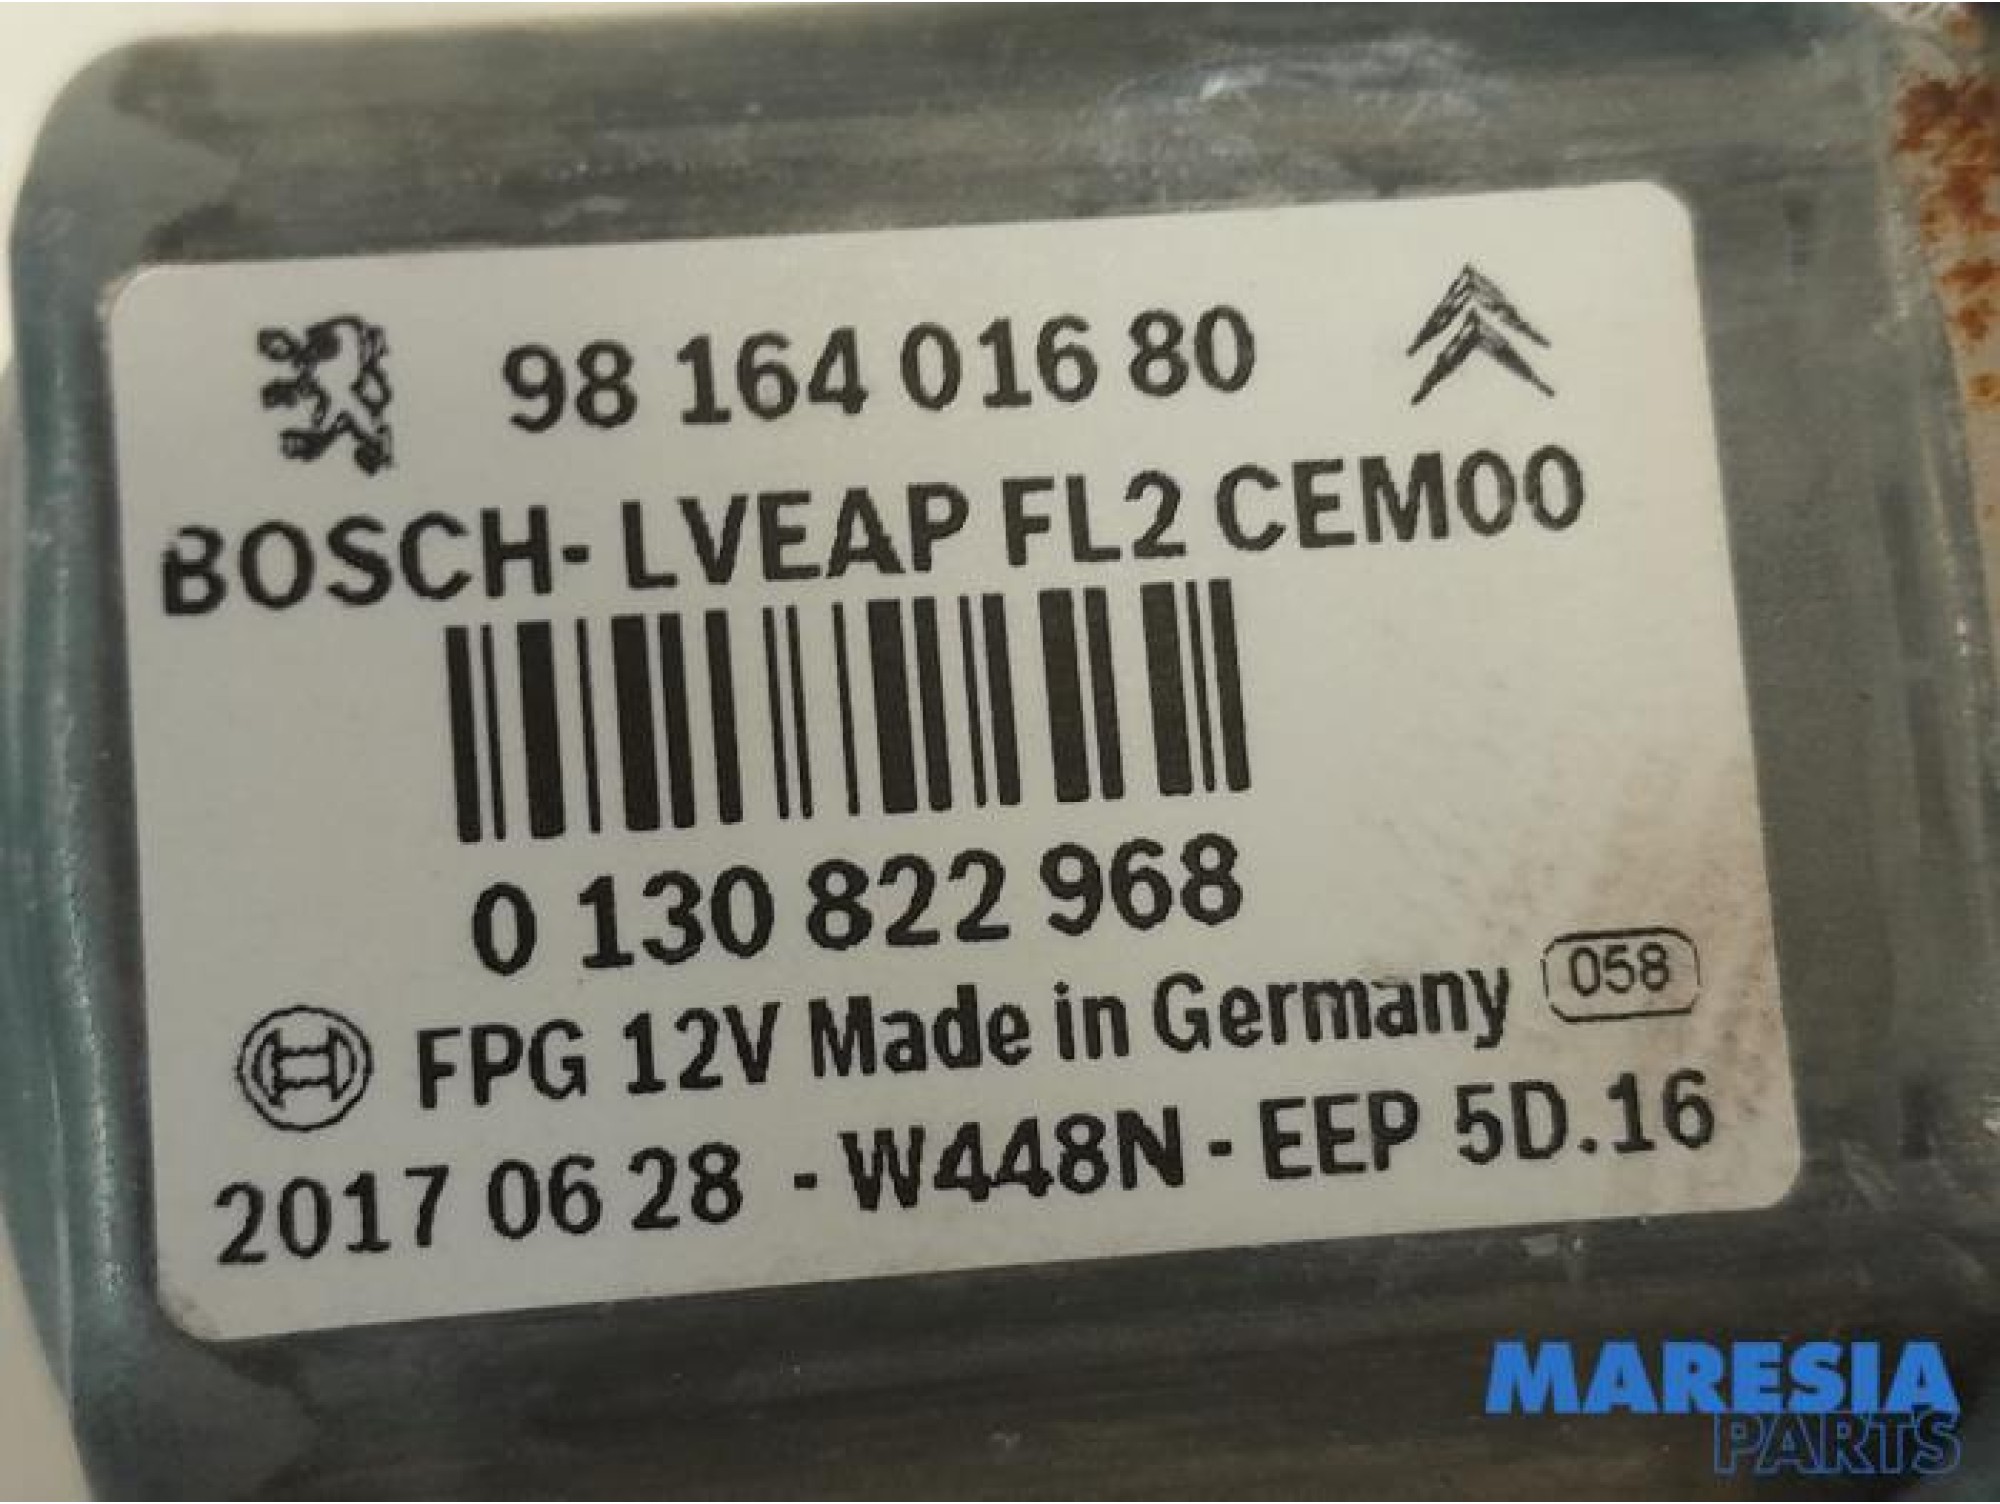 98 164 016 80
BOSCH- LVEAP FL2 CEM00
0 130 822 968
FPG 12V Made in Germany 058
2017 06 28 - W448N - EEP 5D.16
MARESIA
PARTS